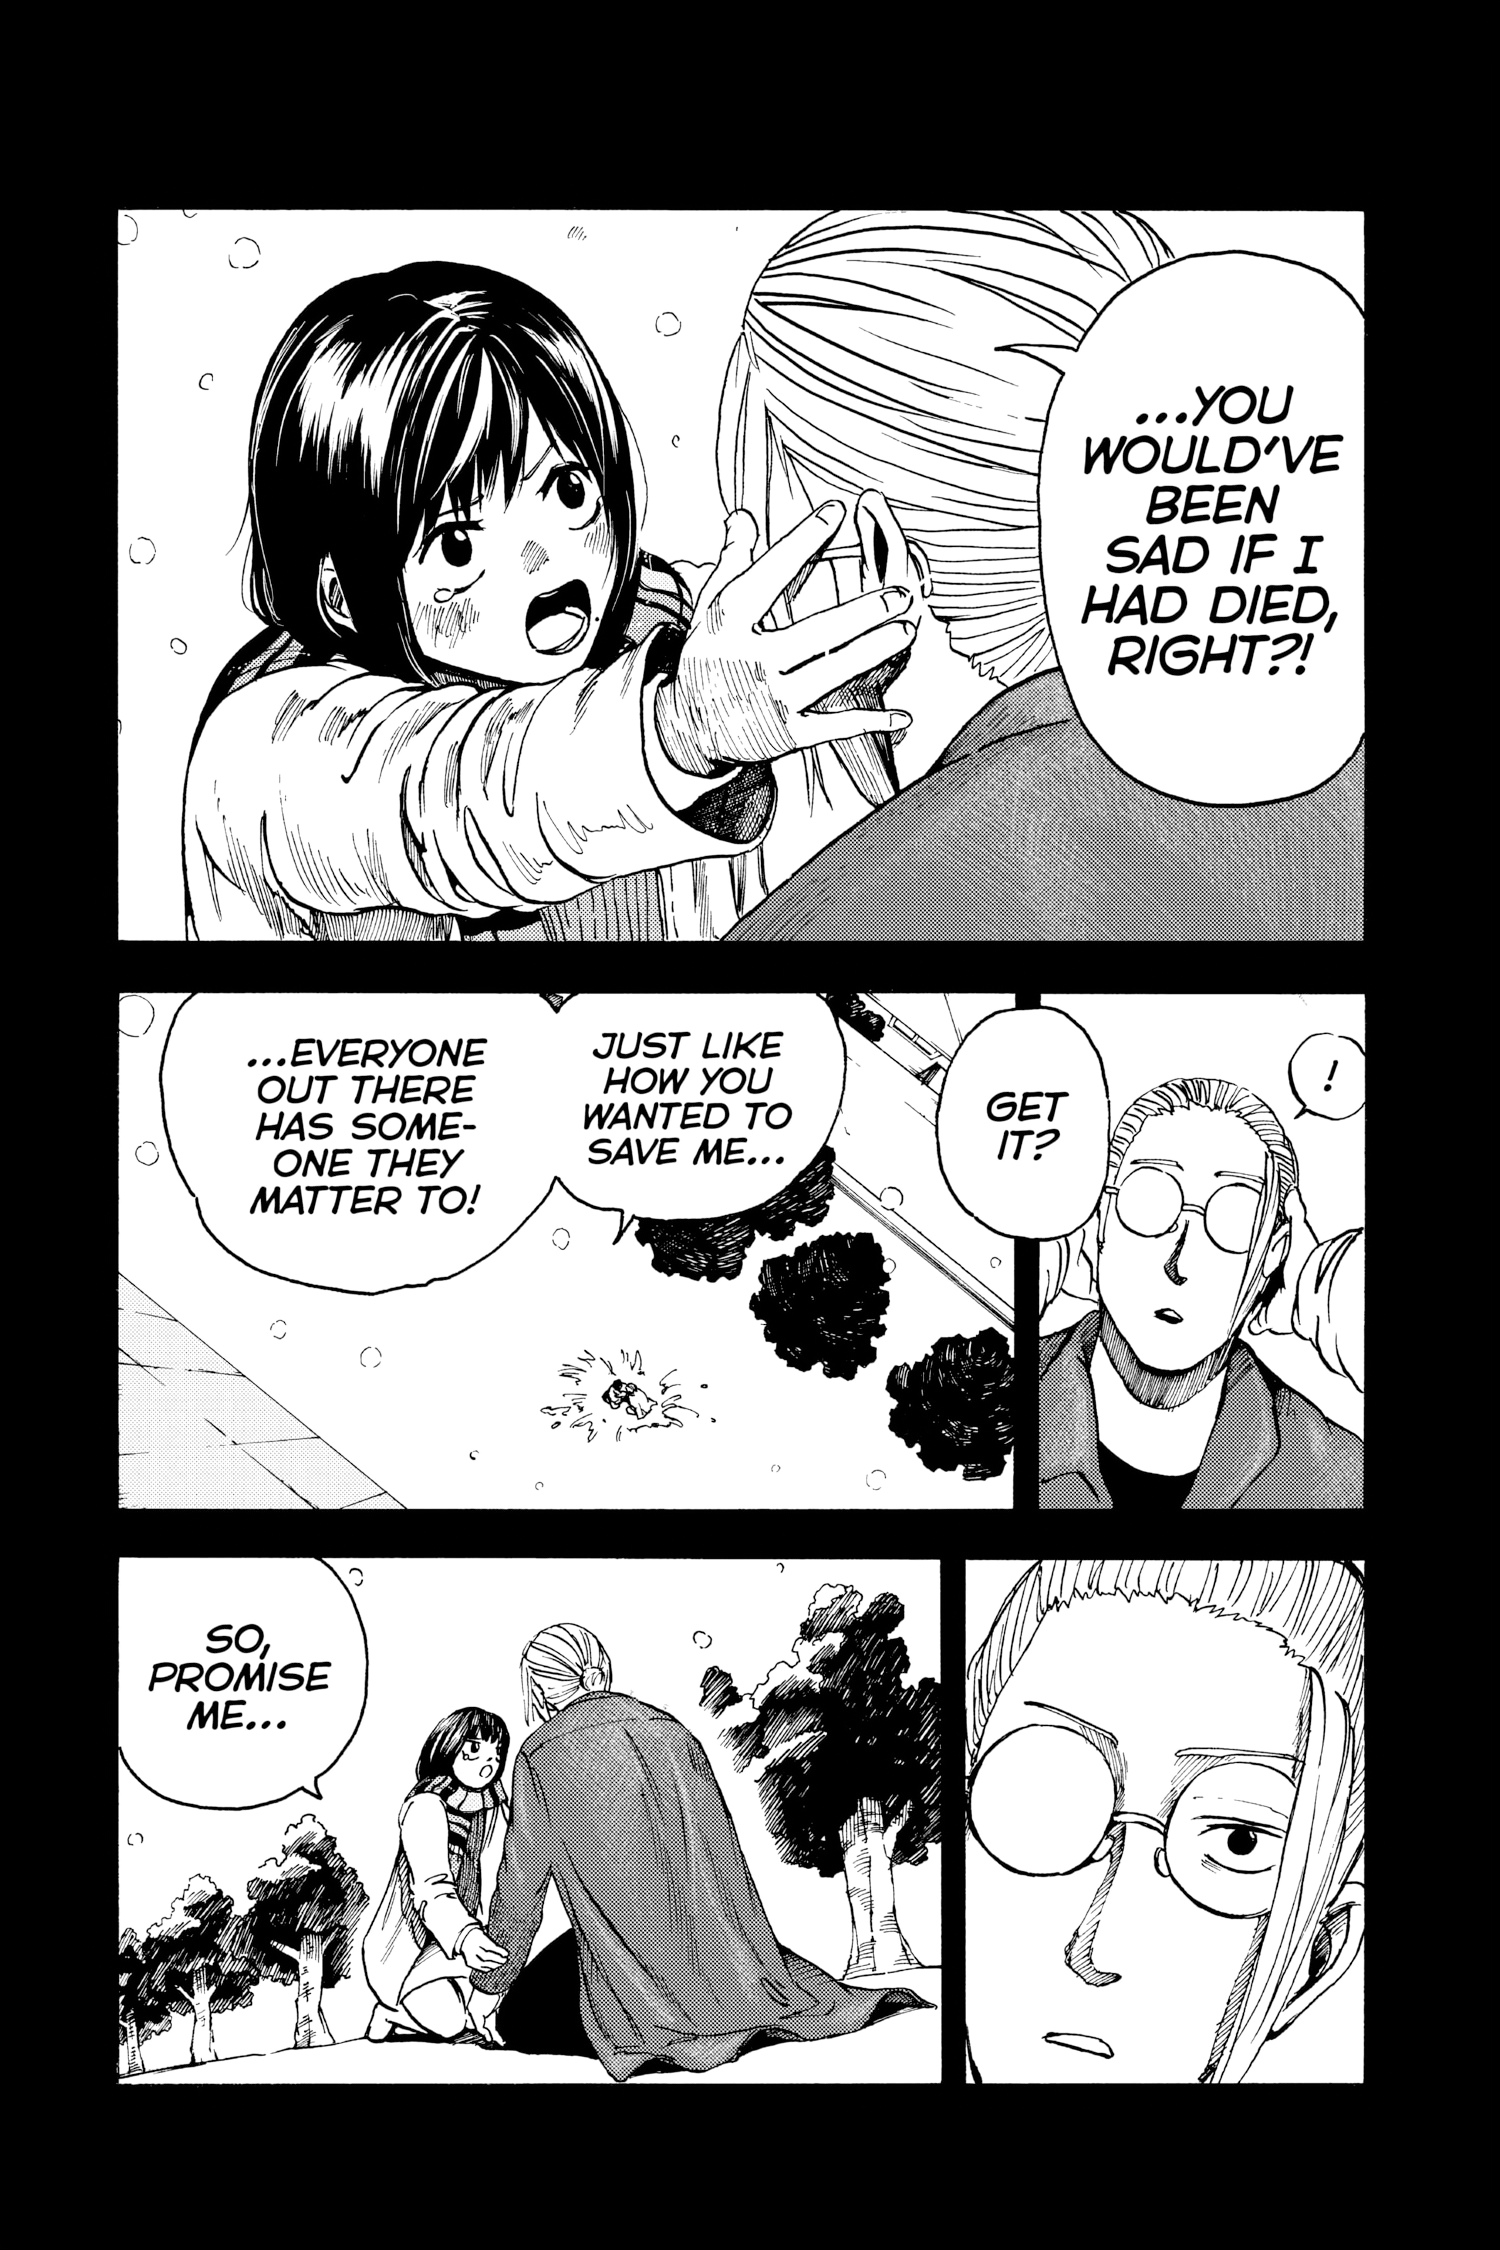 ...YOU
WOULD'VE
BEEN
SAD IF I
HAD DIED,
RIGHT?!
!
GET
IT?
JUST LIKE
HOW YOU
WANTED TO
SAVE ME...
...EVERYONE
OUT THERE
HAS SOME-
ONE THEY
MATTER TO!
SO,
PROMISE
ME...